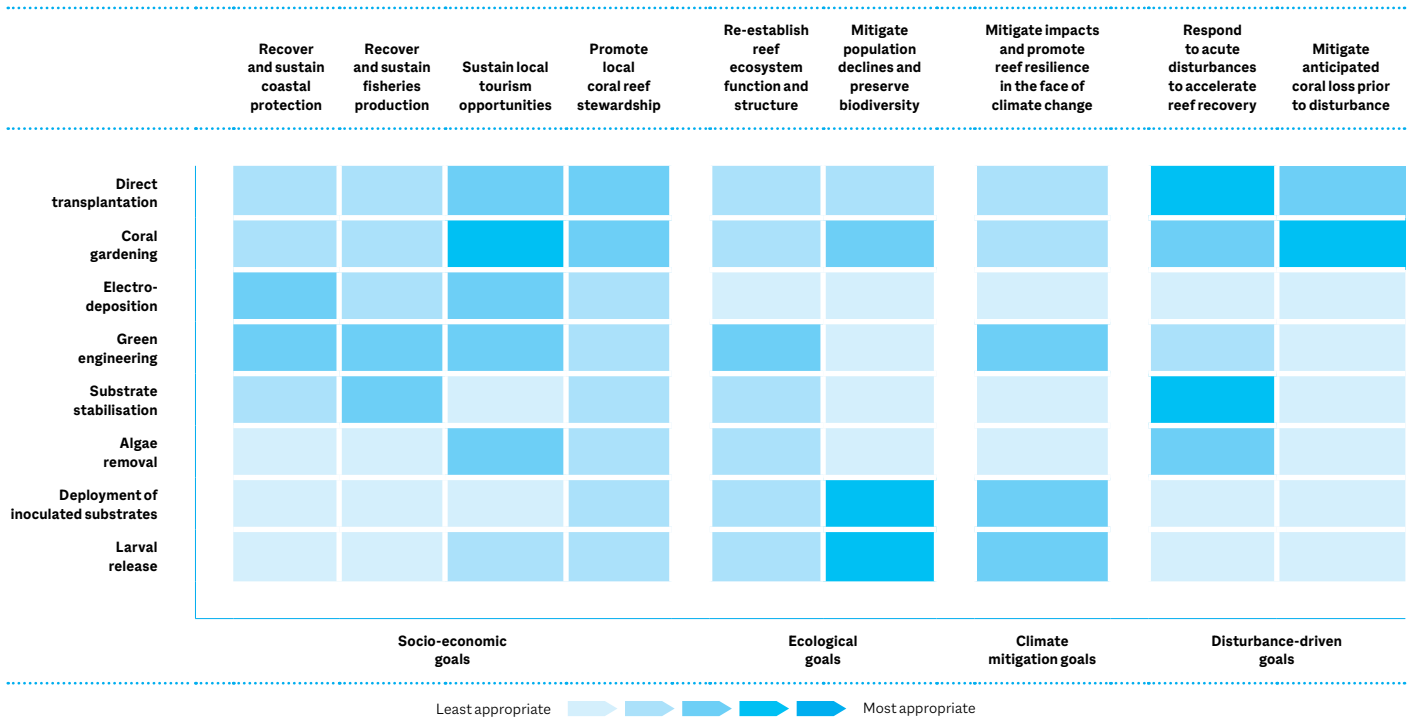 Recover
and sustain
coastal
protection
Recover
and sustain
fisheries
production
Sustain local
tourism
opportunities
Promote
local
coral reef
stewardship
Re-establish
reef
ecosystem
function and
structure
Mitigate
population
declines and
preserve
biodiversity
Mitigate impacts
and promote
reef resilience
in the face of
climate change
Respond
to acute
disturbances
to accelerate
reef recovery
Mitigate
anticipated
coral loss prior
to disturbance
Direct
transplantation
Coral
gardening
Electro-
deposition
Green
engineering
Substrate
stabilisation
Algae
removal
Deployment of
inoculated substrates
Larval
release
Socio-economic
goals
Ecological
goals
Climate
mitigation goals
Disturbance-driven
goals
Least appropriate
Most appropriate